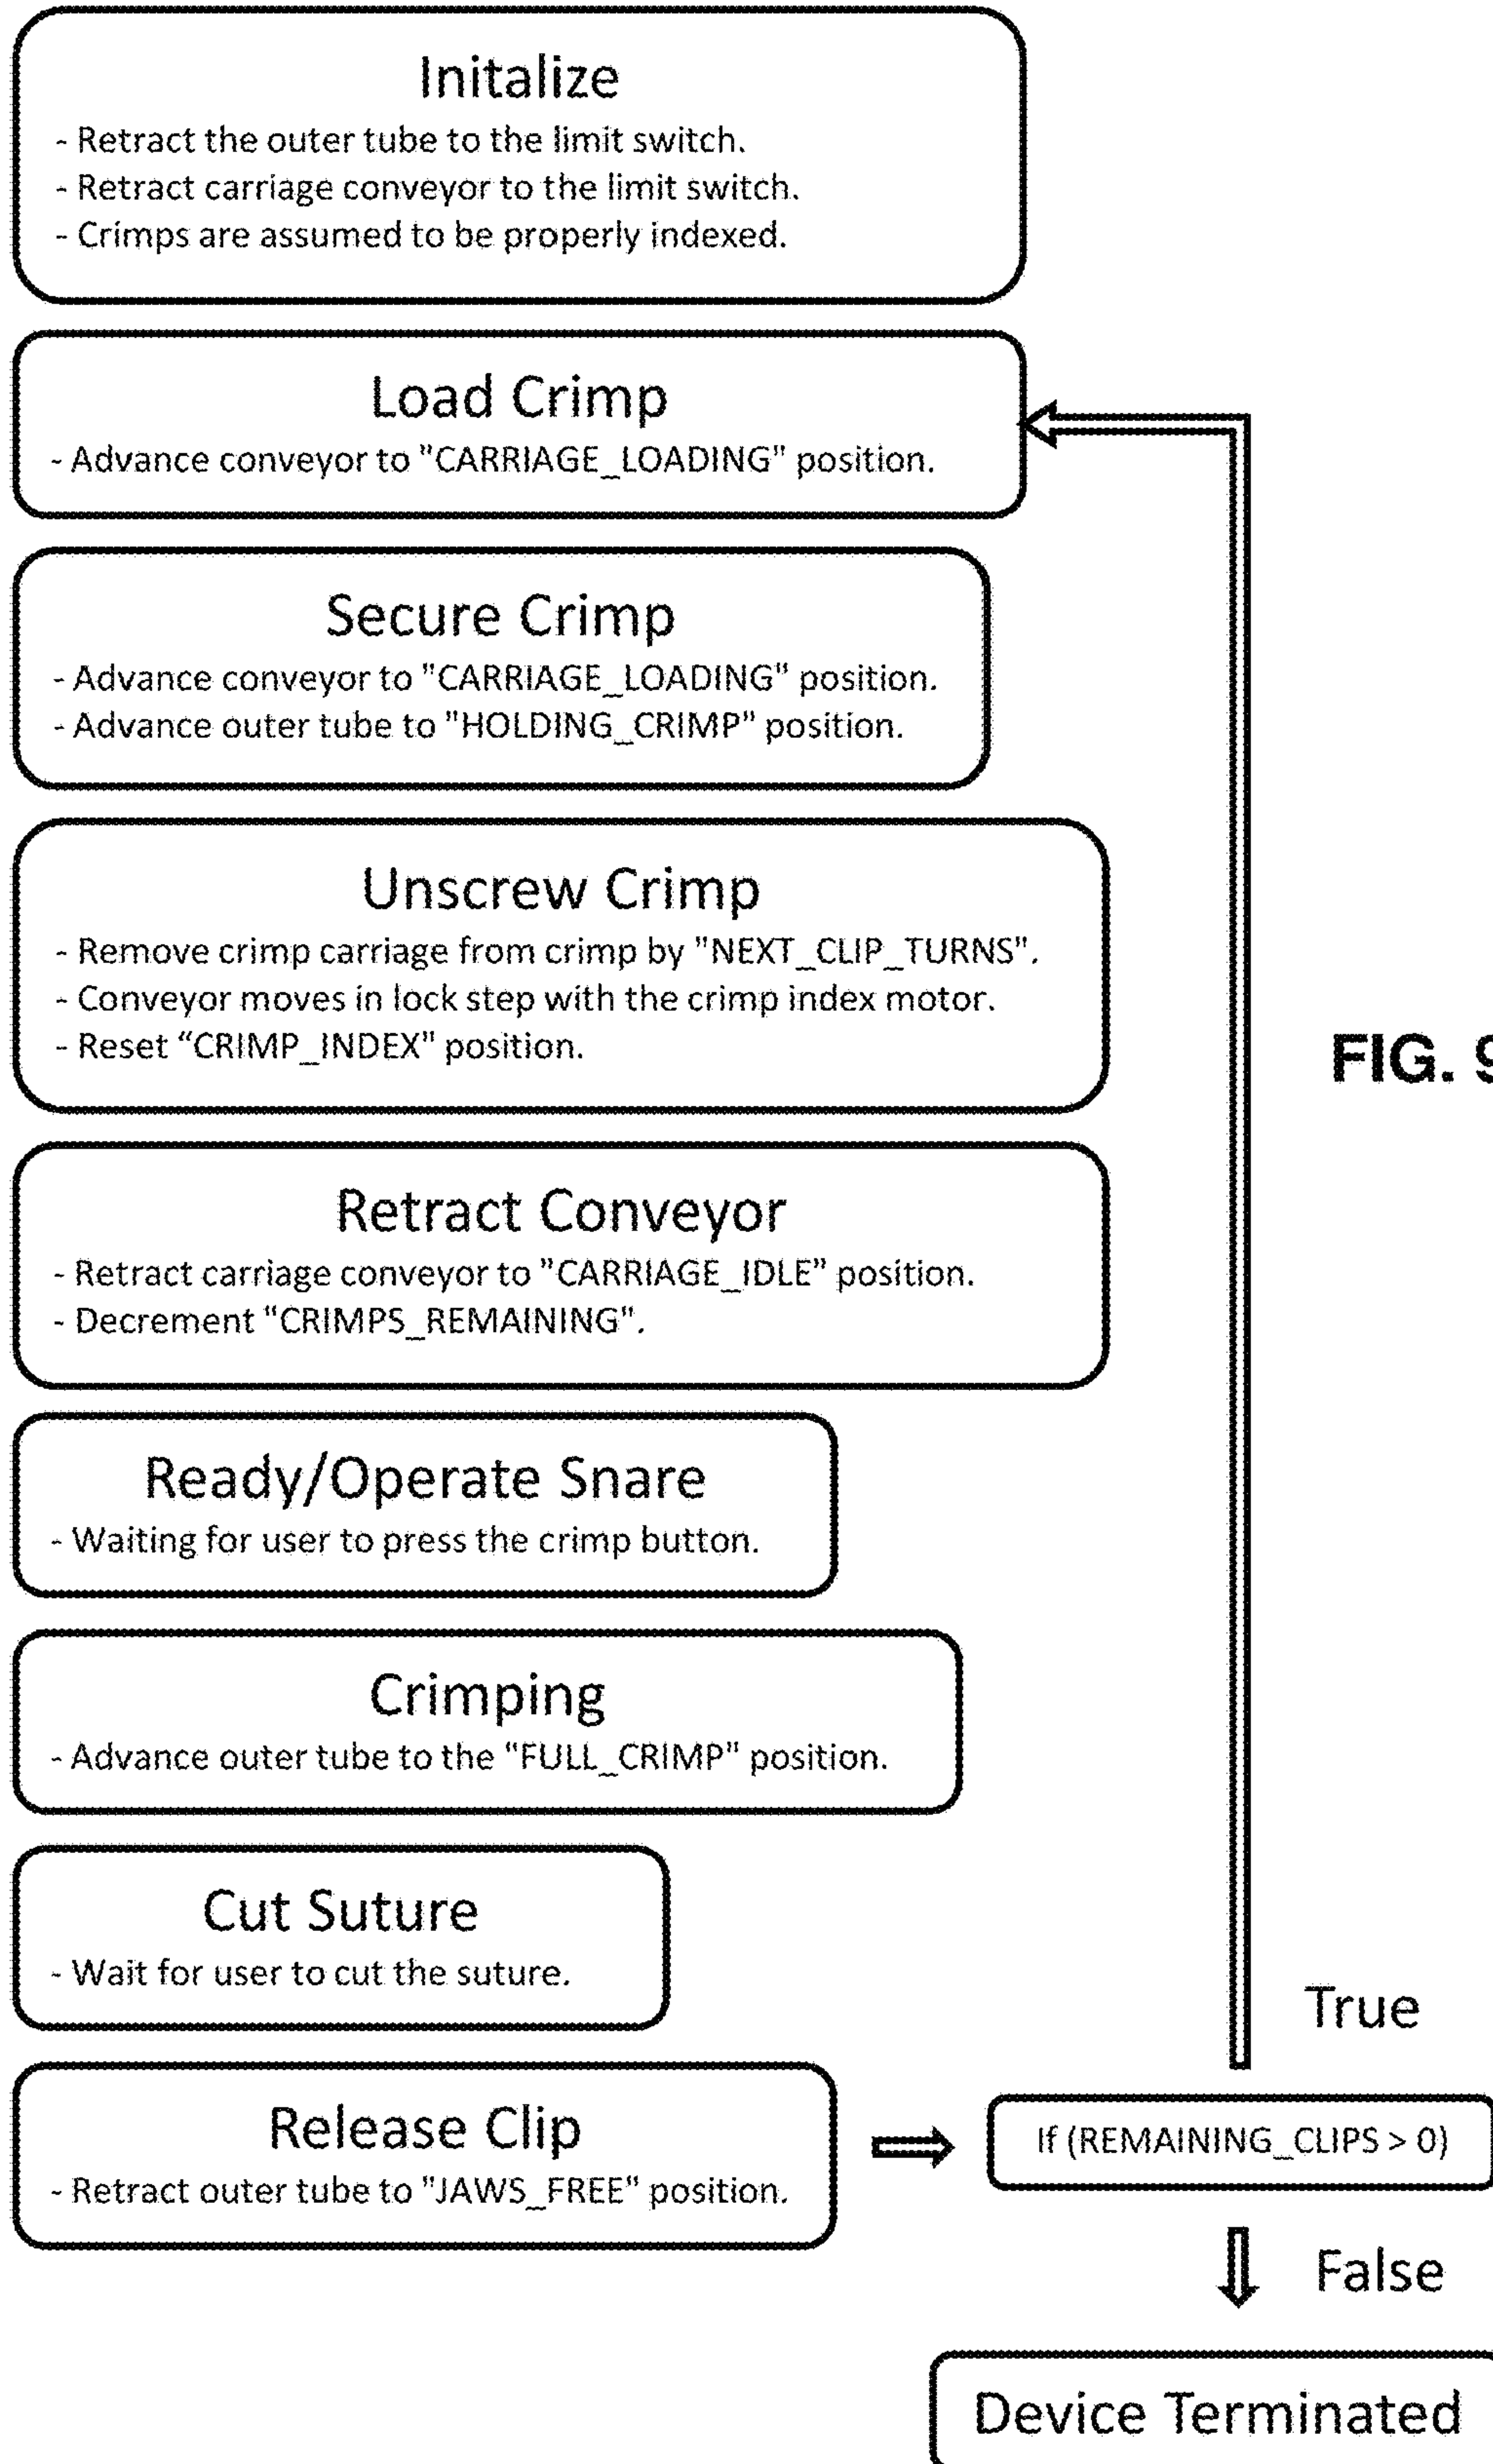 Initalize
- Retract the outer tube to the limit switch.
- Retract carriage conveyor to the limit switch.
- Crimps are assumed to be properly indexed.
Load Crimp
- Advance conveyor to "CARRIAGE_LOADING" position.
Secure Crimp
- Advance conveyor to "CARRIAGE_LOADING" position.
- Advance outer tube to "HOLDING_CRIMP" position.
Unscrew Crimp
- Remove crimp carriage from crimp by "NEXT_CLIP_TURNS".
- Conveyor moves in lock step with the crimp index motor.
- Reset “CRIMP_INDEX" position.
FIG. 9
Retract Conveyor
- Retract carriage conveyor to "CARRIAGE_IDLE" position.
- Decrement "CRIMPS_REMAINING".
Ready/Operate Snare
- Waiting for user to press the crimp button.
Crimping
- Advance outer tube to the "FULL_CRIMP" position.
Cut Suture
- Wait for user to cut the suture.
True
Release Clip
- Retract outer tube to "JAWS_FREE" position.
If (REMAINING_CLIPS > 0)
False
Device Terminated